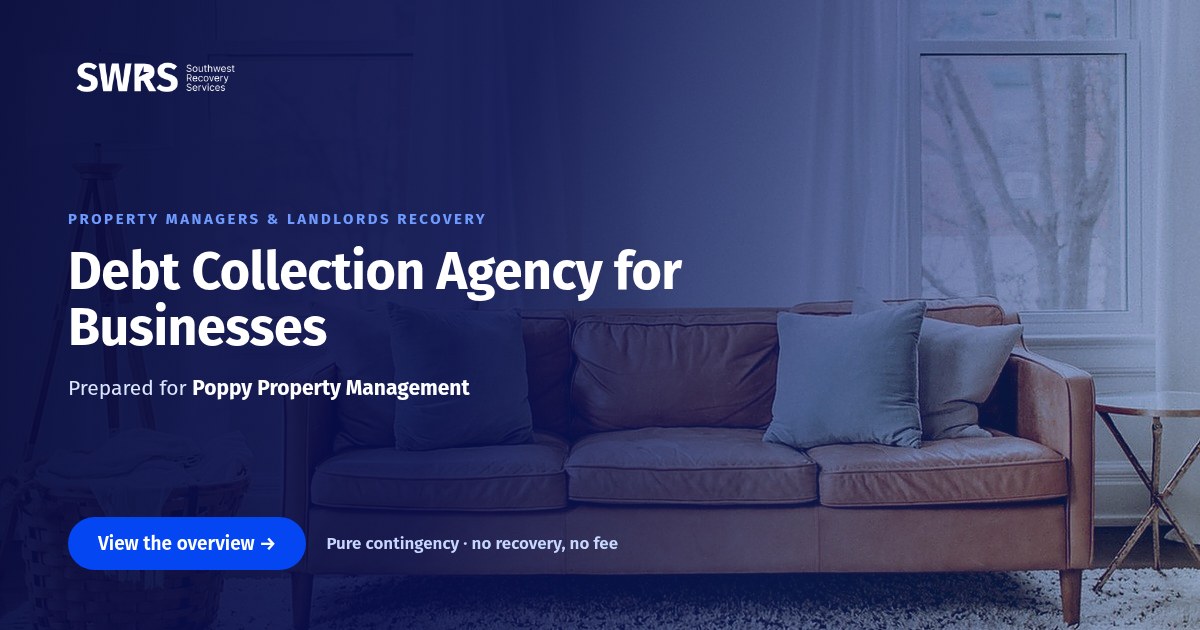 SWRS
Southwest
Recovery
Services
PROPERTY MANAGERS & LANDLORDS RECOVERY
Debt Collection Agency for
Businesses
Prepared for Poppy Property Management
View the overview →
Pure contingency · no recovery, no fee